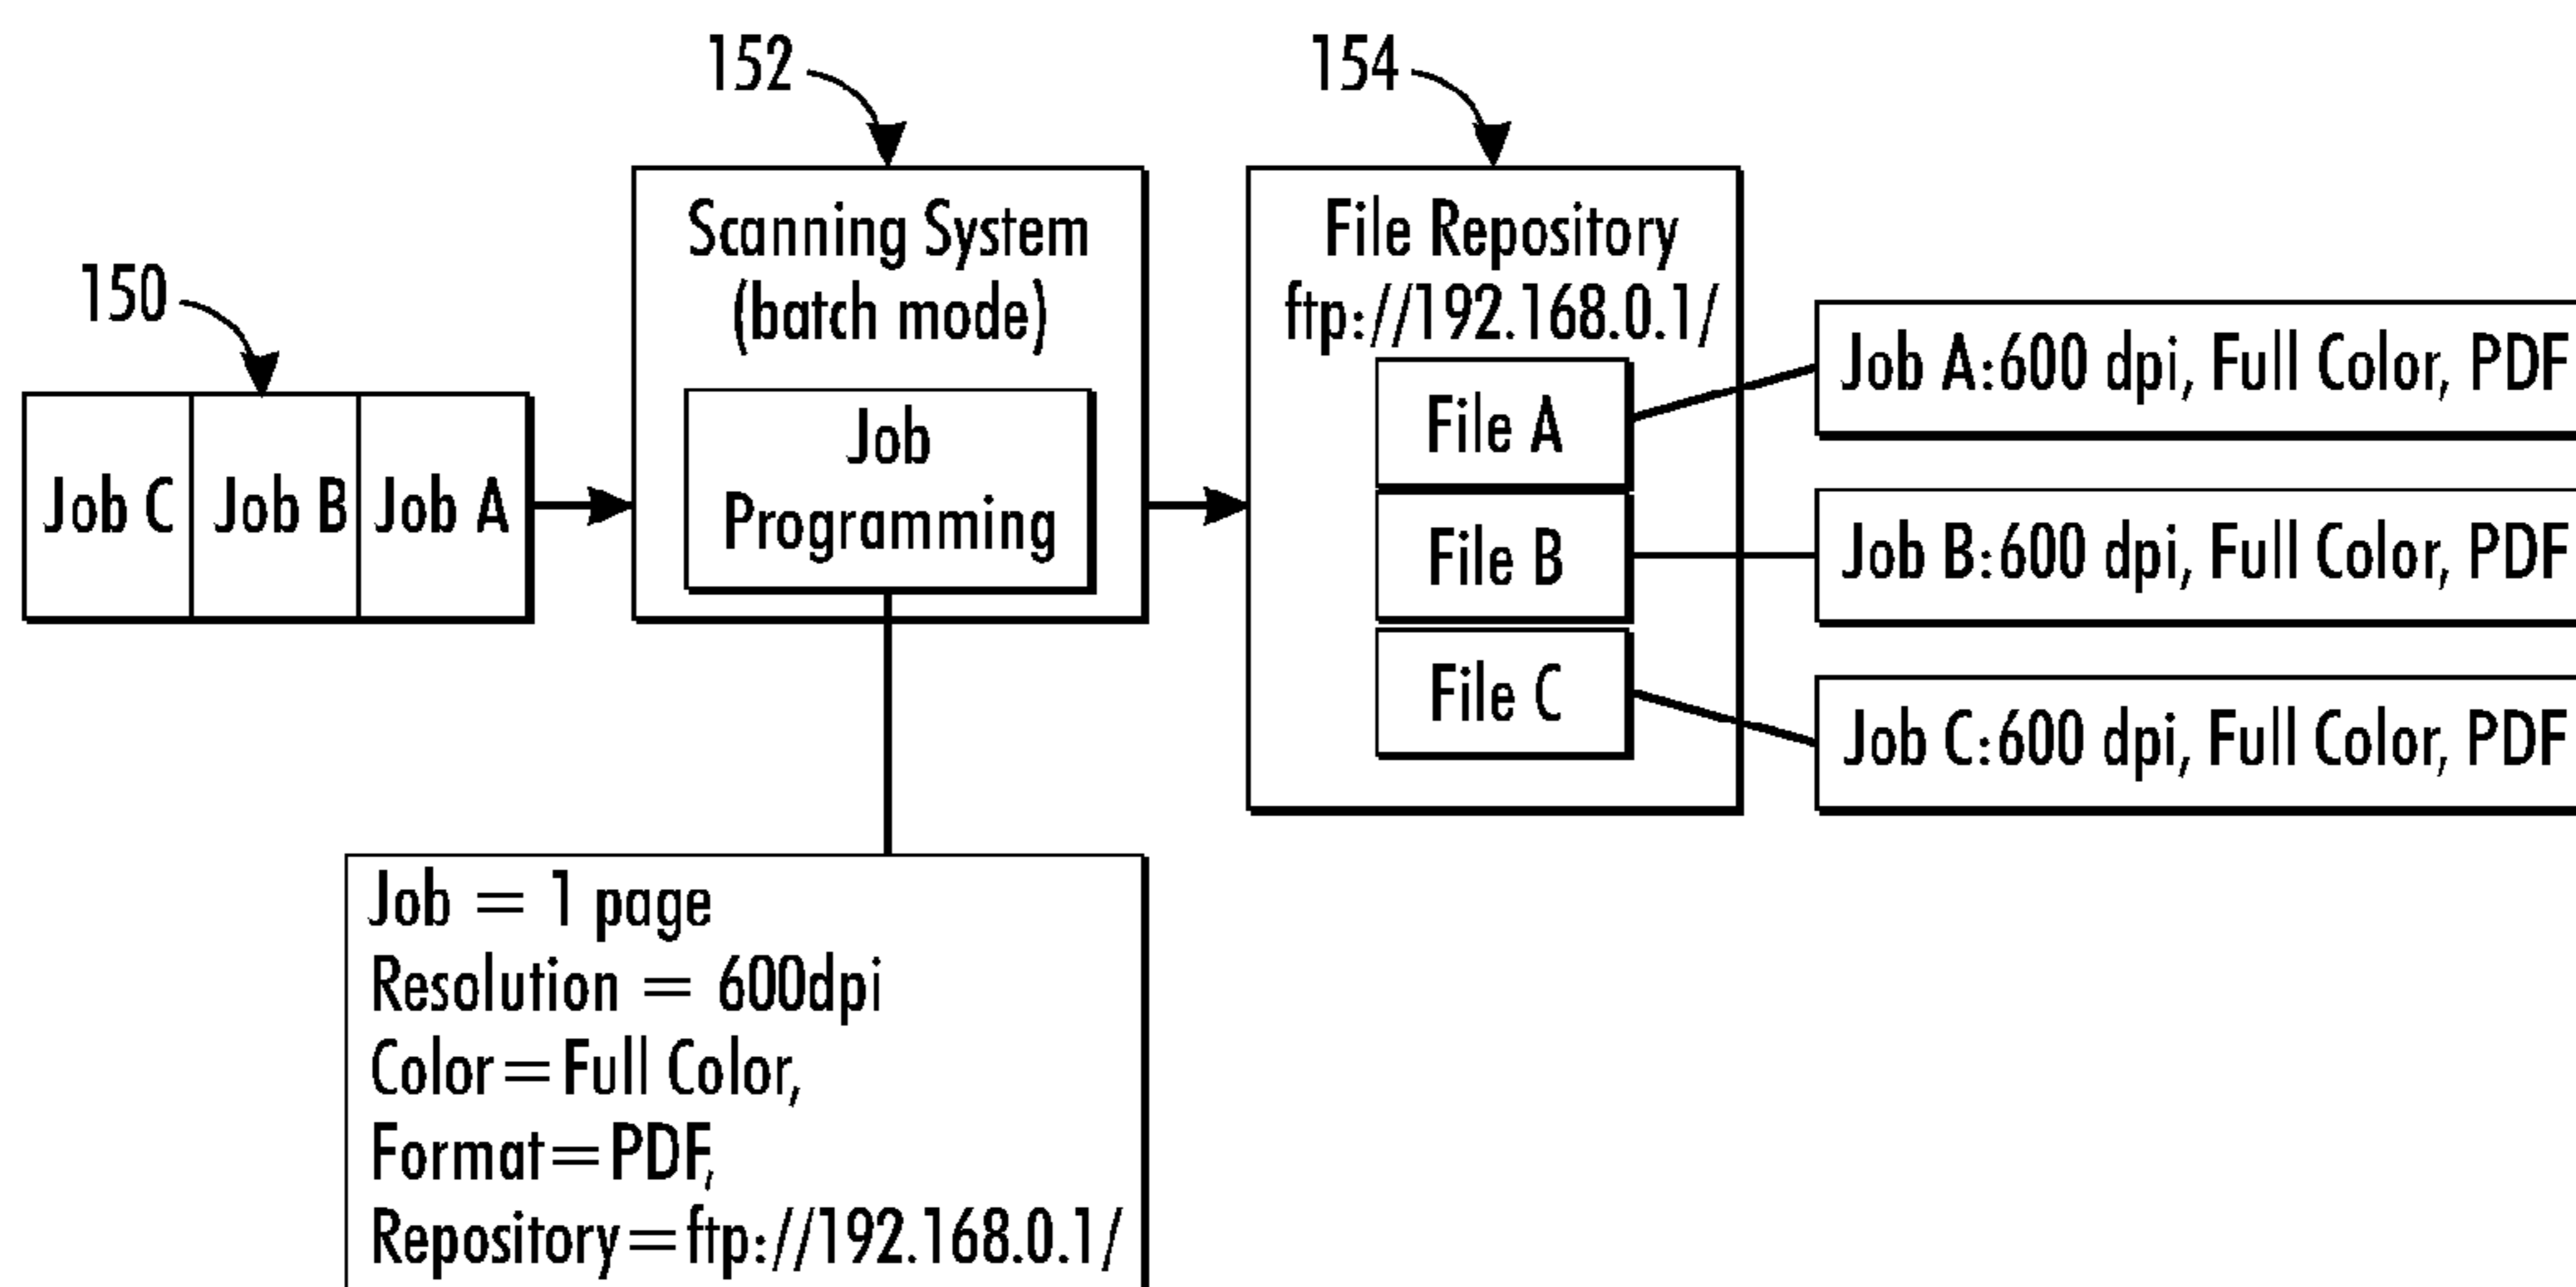 152
154
150
Scanning System
(batch mode)
Job
Programming
File Repository
ftp://192.168.0.1/
File A
File B
File C
Job C
Job B
Job A
Job A:600 dpi, Full Color, PDF
Job B:600 dpi, Full Color, PDF
Job C:600 dpi, Full Color, PDF
Job = 1 page
Resolution = 600dpi
Color=Full Color,
Format=PDF,
Repository=ftp://192.168.0.1/